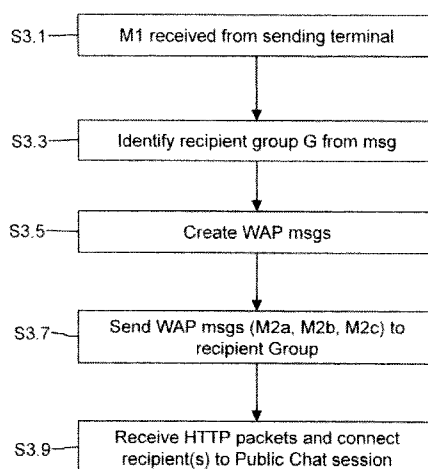 S3.1 M1 received from sending terminal
S3.3 Identify recipient group G from msg
S3.5 Create WAP msgs
S3.7 Send WAP msgs (M2a, M2b, M2c) to
recipient Group
S3.9 Receive HTTP packets and connect
recipient(s) to Public Chat session